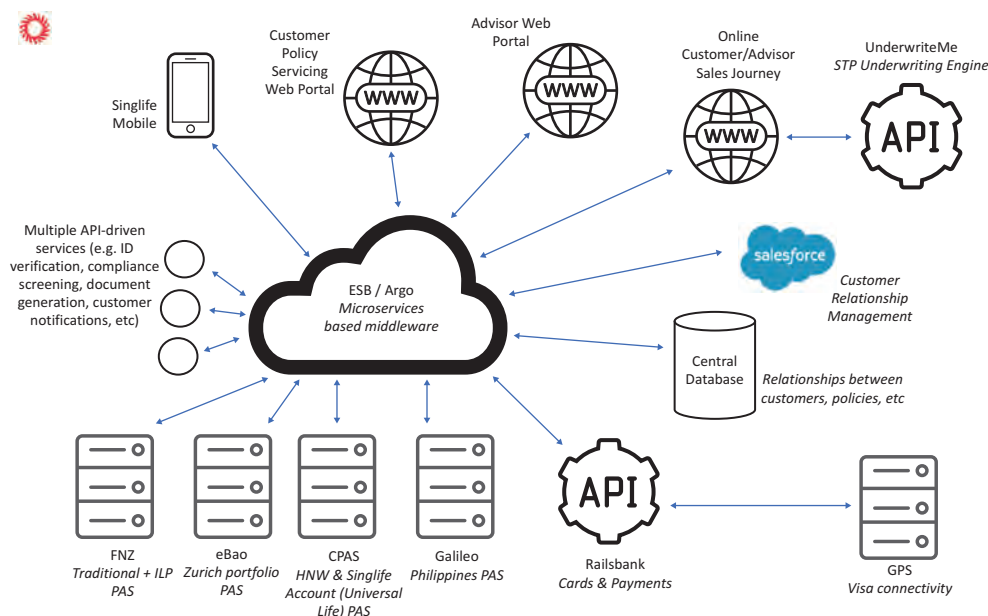 Singlife
Mobile
Customer
Policy
Servicing
Web Portal
WWW
Advisor Web
Portal
WWW
Online
Customer/Advisor
Sales Journey
WWW
UnderwriteMe
STP Underwriting Engine
API
Multiple API-driven
services (e.g. ID
verification, compliance
screening, document
generation, customer
notifications, etc)
ESB / Argo
Microservices
based middleware
salesforce
Customer
Relationship
Management
Central
Database
Relationships between
customers, policies, etc
FNZ
Traditional + ILP
PAS
eBao
Zurich portfolio
PAS
CPAS
HNW & Singlife
Account (Universal
Life) PAS
Galileo
Philippines PAS
API
Railsbank
Cards & Payments
GPS
Visa connectivity